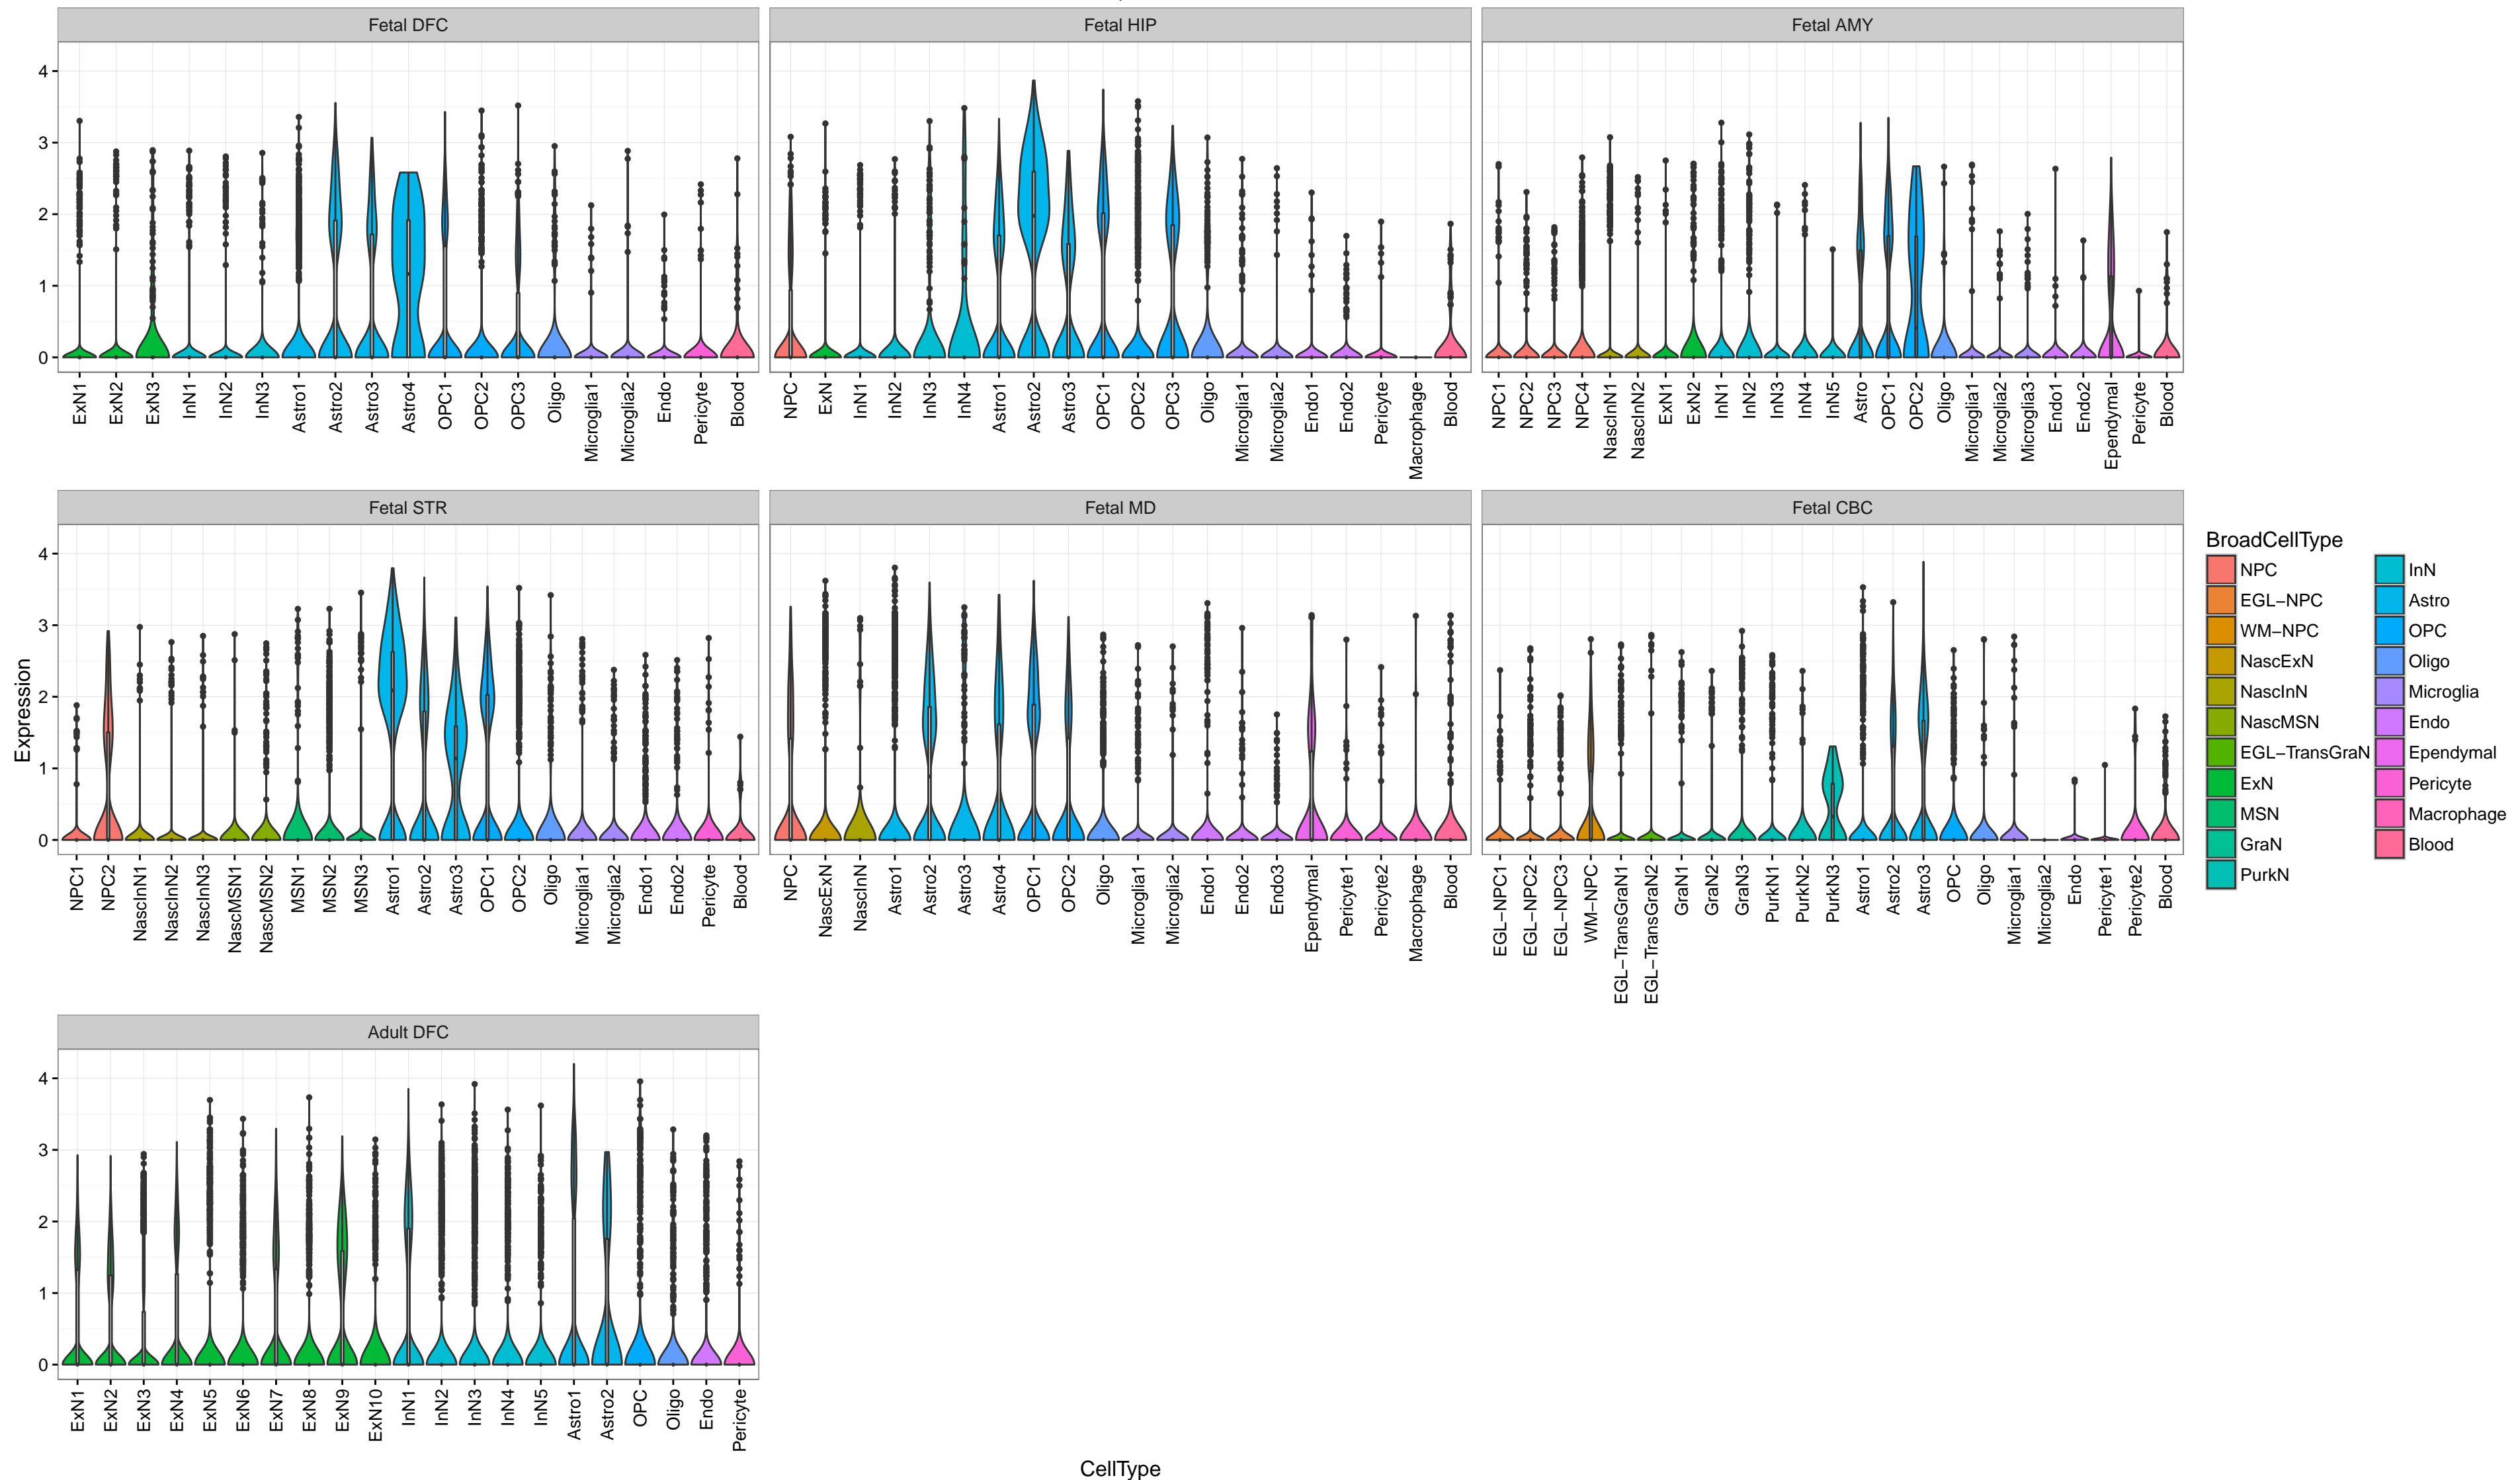 Fetal DFC Fetal HIP Fetal AMY
4
3
2
1
0
ExN1 ExN2 ExN3 InN1 InN2 InN3 Astro1 Astro2 Astro3 Astro4 OPC1 OPC2 OPC3 Oligo Microglia1 Microglia2 Endo Pericyte Blood
NPC ExN InN1 InN2 InN3 InN4 Astro1 Astro2 Astro3 OPC1 OPC2 OPC3 Oligo Microglia1 Microglia2 Endo1 Endo2 Pericyte Macrophage Blood
NPC1 NPC2 NPC3 NPC4 NascInN1 NascInN2 ExN1 ExN2 InN1 InN2 InN3 InN4 InN5 Astro OPC1 OPC2 Oligo Microglia1 Microglia2 Microglia3 Endo1 Endo2 Ependymal Pericyte Blood
Fetal STR Fetal MD Fetal CBC
Expression
4
3
2
1
0
NPC1 NPC2 NascInN1 NascInN2 NascInN3 NascMSN1 NascMSN2 MSN1 MSN2 MSN3 Astro1 Astro2 Astro3 OPC1 OPC2 Oligo Microglia1 Microglia2 Endo1 Endo2 Pericyte Blood
NPC NascExN NascInN Astro1 Astro2 Astro3 Astro4 OPC1 OPC2 Oligo Microglia1 Microglia2 Endo1 Endo2 Endo3 Ependymal Pericyte1 Pericyte2 Macrophage Blood
EGL−NPC1 EGL−NPC2 EGL−NPC3 WM−NPC EGL−TransGraN1 EGL−TransGraN2 GraN1 GraN2 GraN3 PurkN1 PurkN2 PurkN3 Astro1 Astro2 Astro3 OPC Oligo Microglia1 Microglia2 Endo Pericyte1 Pericyte2 Blood
BroadCellType
NPC InN
EGL−NPC Astro
WM−NPC OPC
NascExN Oligo
NascInN Microglia
NascMSN Endo
EGL−TransGraN Ependymal
ExN Pericyte
MSN Macrophage
GraN Blood
PurkN
Adult DFC
4
3
2
1
0
ExN1 ExN2 ExN3 ExN4 ExN5 ExN6 ExN7 ExN8 ExN9 ExN10 InN1 InN2 InN3 InN4 InN5 Astro1 Astro2 OPC Oligo Endo Pericyte
CellType